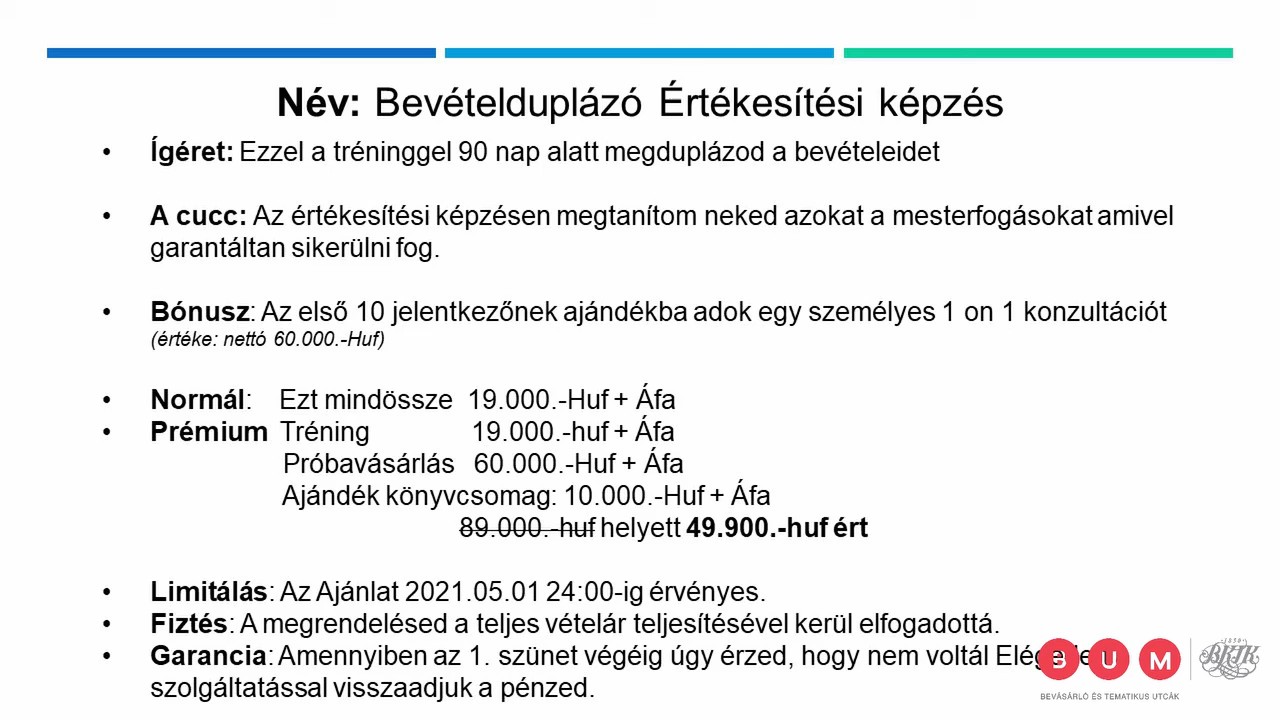 Név: Bevételduplázó Értékesítési képzés
• Ígéret: Ezzel a tréninggel 90 nap alatt megduplázod a bevételeidet
• A cucc: Az értékesítési képzésen megtanítom neked azokat a mesterfogásokat amivel
garantáltan sikerülni fog.
• Bónusz: Az első 10 jelentkezőnek ajándékba adok egy személyes 1 on 1 konzultációt
(értéke: nettó 60.000.-Huf)
• Normál: Ezt mindössze 19.000.-Huf + Áfa
• Prémium Tréning 19.000.-huf + Áfa
Próbavásárlás 60.000.-Huf + Áfa
Ajándék könyvcsomag: 10.000.-Huf + Áfa
89.000.-huf helyett 49.900.-huf ért
• Limitálás: Az Ajánlat 2021.05.01 24:00-ig érvényes.
• Fiztés: A megrendelésed a teljes vételár teljesítésével kerül elfogadottá.
• Garancia: Amennyiben az 1. szünet végéig úgy érzed, hogy nem voltál
szolgáltatással visszaadjuk a pénzed.
BUM
BEVÁSÁRLÓ ÉS TEMATIKUS UTCÁK
BKIK